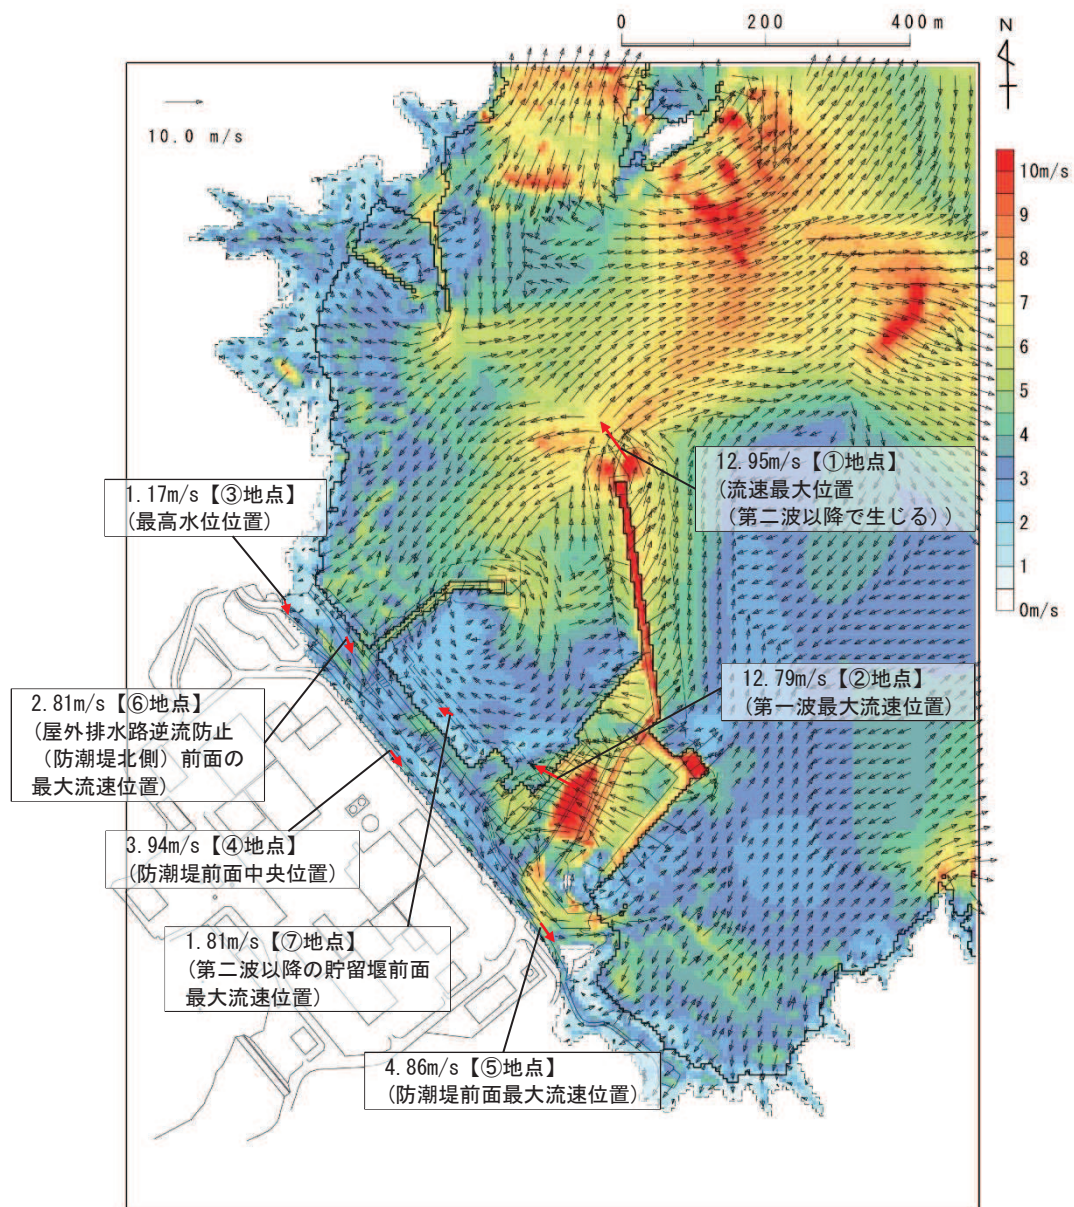 0 200 400m
N
10.0 m/s
10m/s
9
8
7
6
5
4
3
2
1
0m/s
12.95m/s【①地点】
(流速最大位置
(第二波以降で生じる))
1.17m/s【③地点】
(最高水位位置)
12.79m/s【②地点】
(第一波最大流速位置)
2.81m/s【⑥地点】
(屋外排水路逆流防止
(防潮堤北側)前面の
最大流速位置)
3.94m/s【④地点】
(防潮堤前面中央位置)
1.81m/s【⑦地点】
(第二波以降の貯留堰前面
最大流速位置)
4.86m/s【⑤地点】
(防潮堤前面最大流速位置)